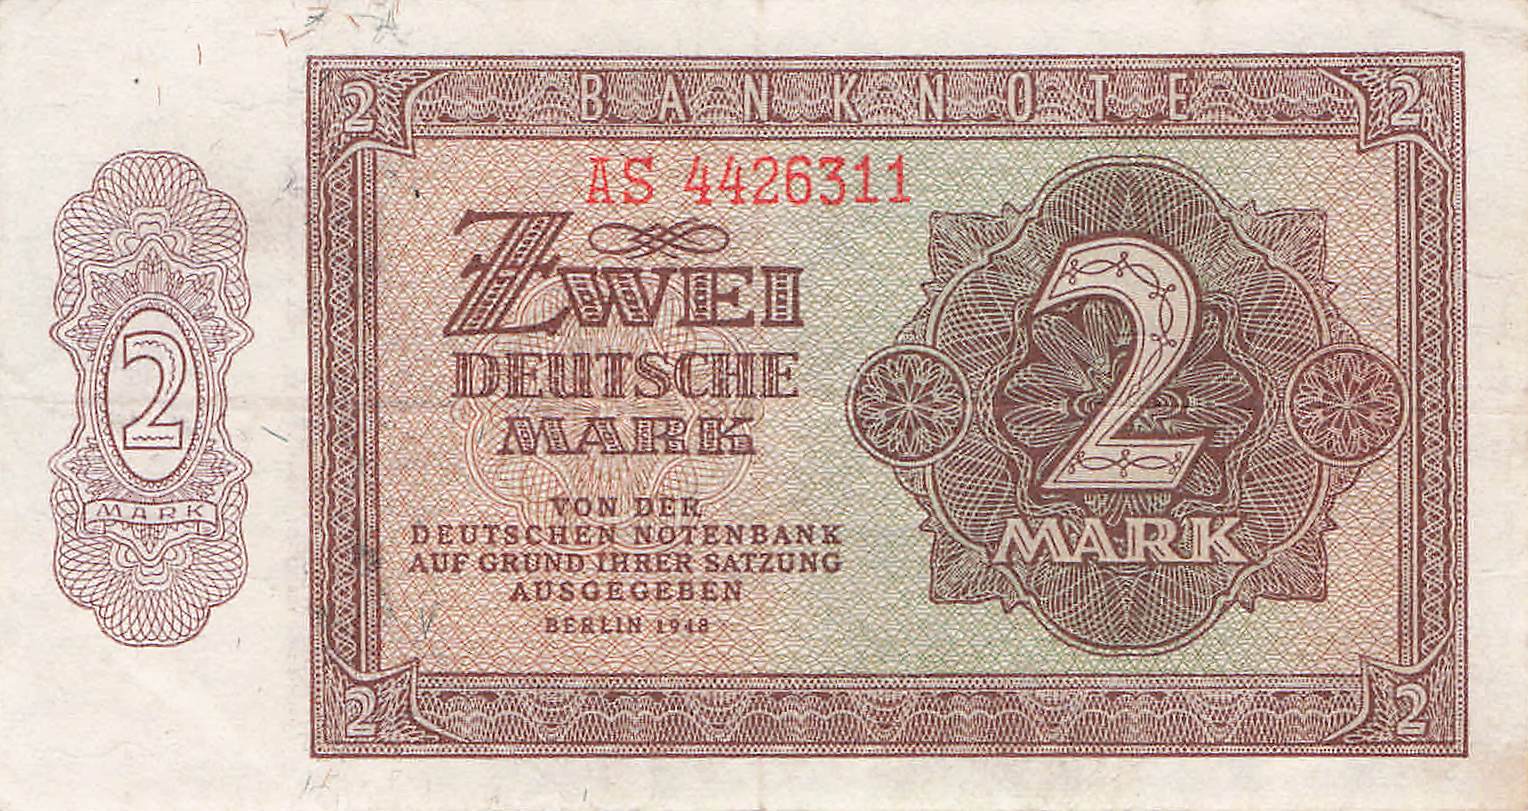 BANKNOTE
2
2
AS 4426311
ZWEI
DEUTSCHE
MARK
VON DER
DEUTSCHEN NOTENBANK
AUF GRUND IHRER SATZUNG
AUSGEGEBEN
BERLIN 1948
2
MARK
2
MARK
2
2